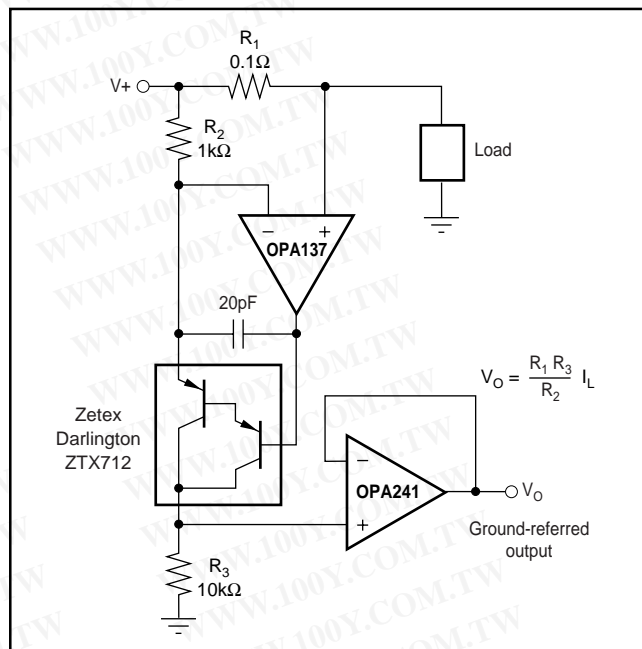 R1
0.1Ω
V+
R2
1kΩ
Load
− +
OPA137
20pF
Zetex
Darlington
ZTX712
VO = R1 R3 / R2 IL
−
OPA241
+
VO
Ground-referred
output
R3
10kΩ
WWW.100Y.COM.TW